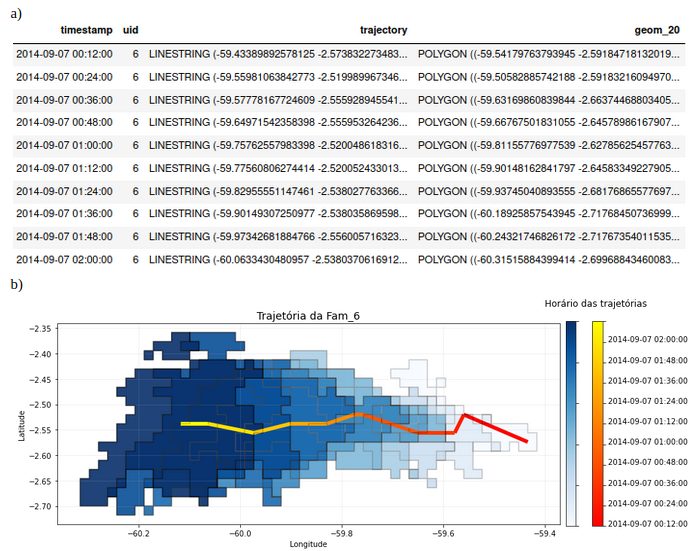 a)
timestamp uid trajectory geom_20
2014-09-07 00:12:00 6 LINESTRING (-59.43389892578125 -2.573832273483... POLYGON ((-59.54179763793945 -2.59184718132019...
2014-09-07 00:24:00 6 LINESTRING (-59.55981063842773 -2.519989967346... POLYGON ((-59.50582885742188 -2.59183216094970...
2014-09-07 00:36:00 6 LINESTRING (-59.57778167724609 -2.555928945541... POLYGON ((-59.63169860839844 -2.66374468803405...
2014-09-07 00:48:00 6 LINESTRING (-59.64971542358398 -2.555953264236... POLYGON ((-59.66767501831055 -2.64578986167907...
2014-09-07 01:00:00 6 LINESTRING (-59.75762557983398 -2.520048618316... POLYGON ((-59.81155776977539 -2.62785625457763...
2014-09-07 01:12:00 6 LINESTRING (-59.77560806274414 -2.520052433013... POLYGON ((-59.90148162841797 -2.64583349227905...
2014-09-07 01:24:00 6 LINESTRING (-59.82955551147461 -2.538027763366... POLYGON ((-59.93745040893555 -2.68176865577697...
2014-09-07 01:36:00 6 LINESTRING (-59.90149307250977 -2.538035869598... POLYGON ((-60.18925857543945 -2.71768450736999...
2014-09-07 01:48:00 6 LINESTRING (-59.97342681884766 -2.556005716323... POLYGON ((-60.24321746826172 -2.71767354011535...
2014-09-07 02:00:00 6 LINESTRING (-60.0633430480957 -2.5380370616912... POLYGON ((-60.31515884399414 -2.69968843460083...
b)
Horário das trajetórias
Trajetória da Fam_6
−2.35
−2.40
−2.45
−2.50
−2.55
−2.60
−2.65
−2.70
Latitude
−60.2 −60.0 −59.8 −59.6 −59.4
Longitude
2014-09-07 02:00:00
2014-09-07 01:48:00
2014-09-07 01:36:00
2014-09-07 01:24:00
2014-09-07 01:12:00
2014-09-07 01:00:00
2014-09-07 00:48:00
2014-09-07 00:36:00
2014-09-07 00:24:00
2014-09-07 00:12:00